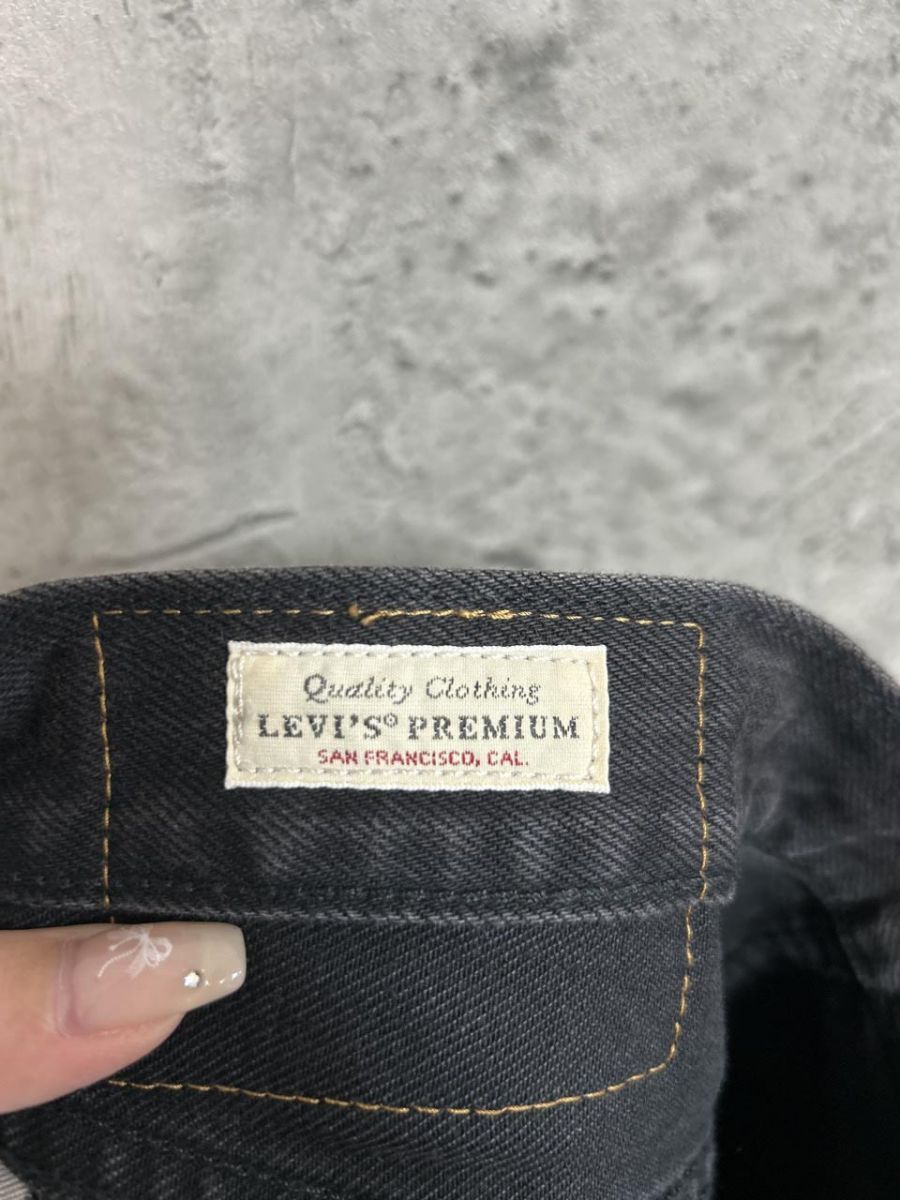 Quality Clothing
LEVI'S® PREMIUM
SAN FRANCISCO, CAL.